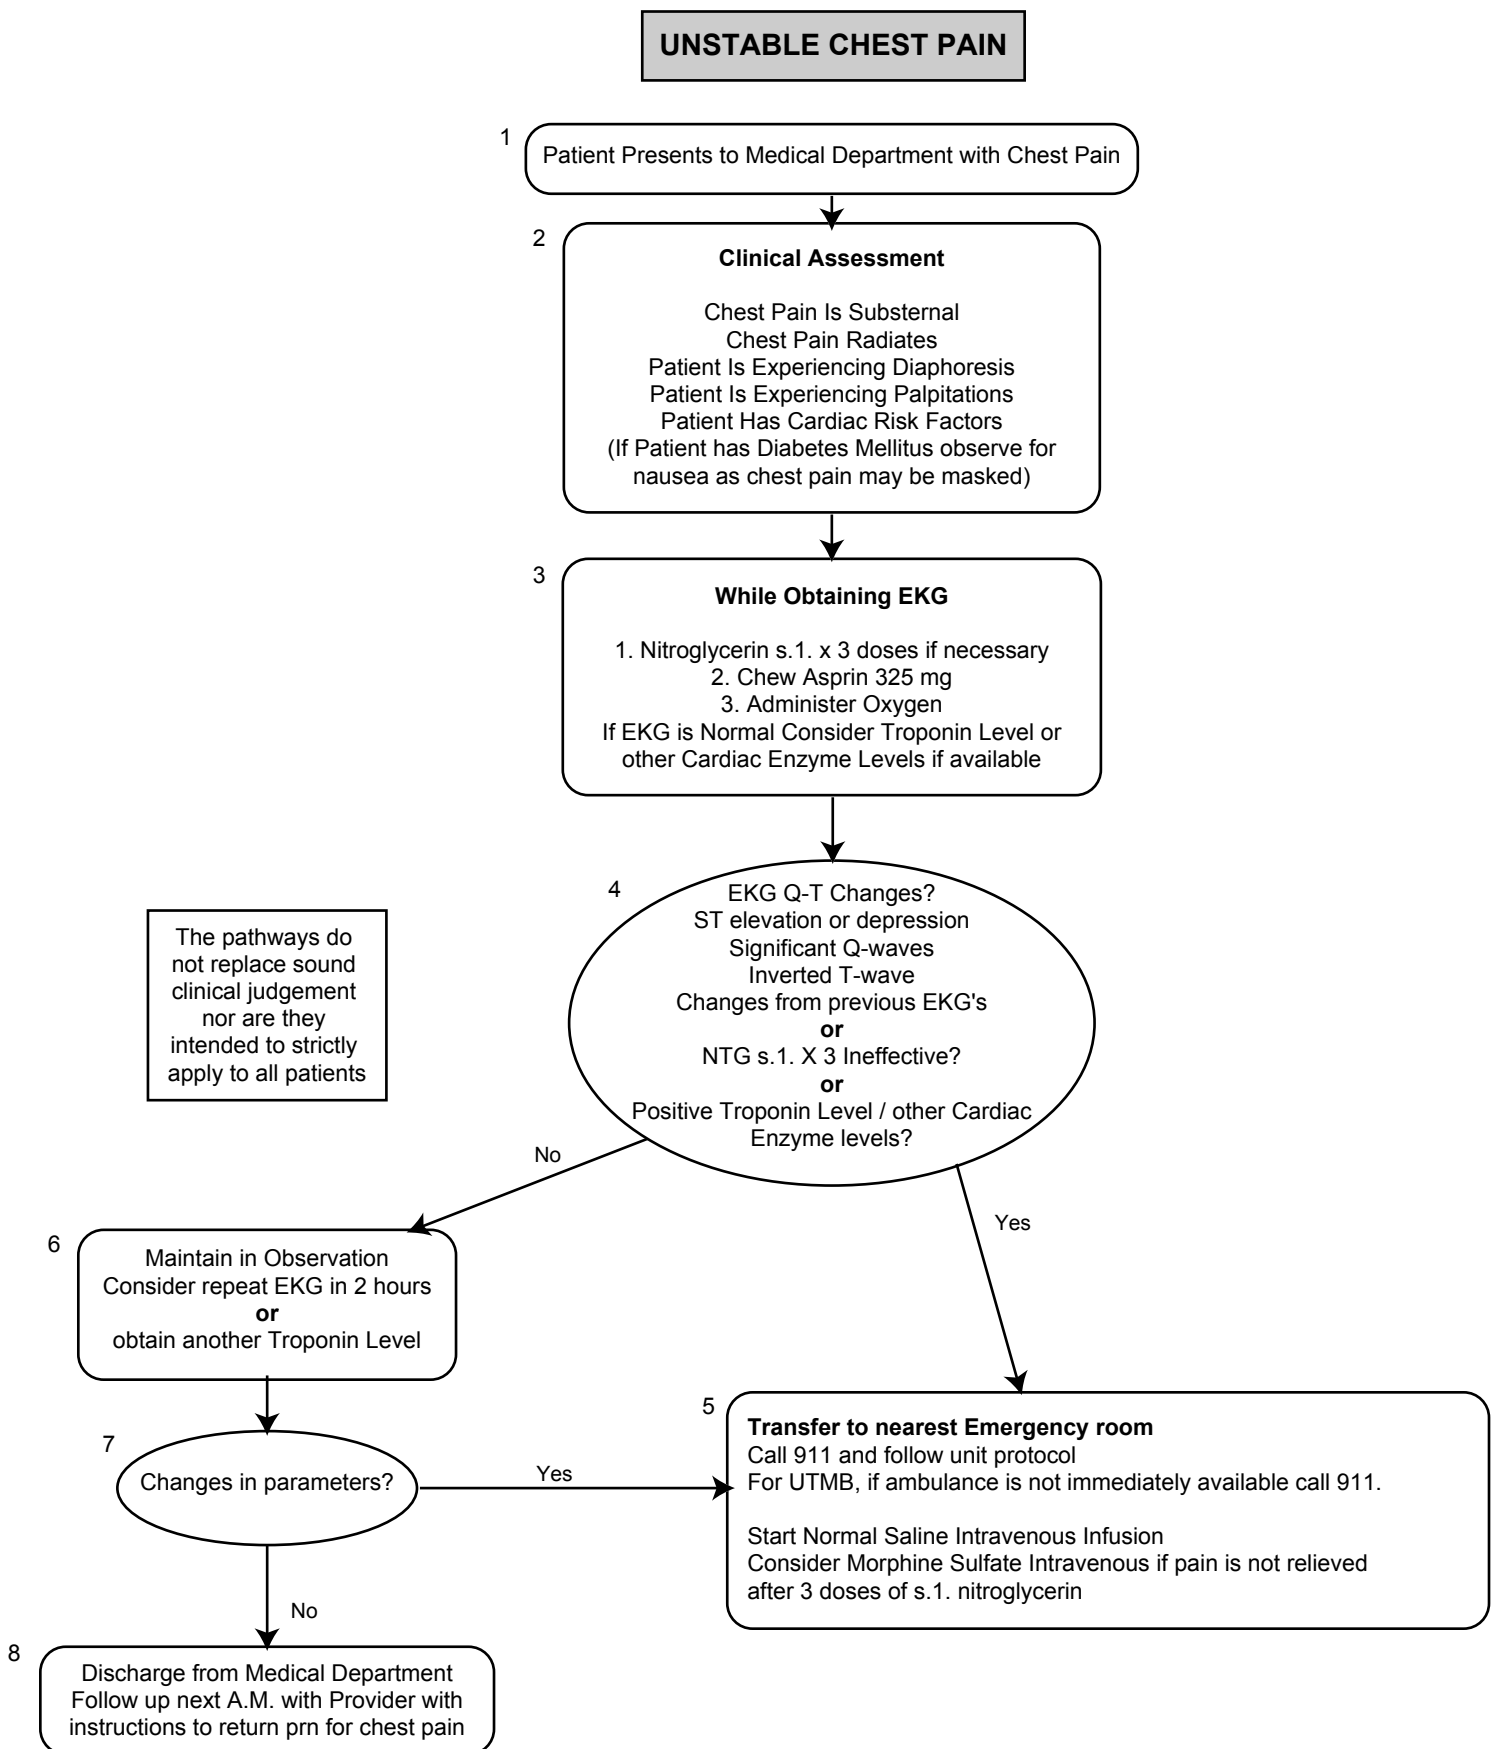 UNSTABLE CHEST PAIN
1
Patient Presents to Medical Department with Chest Pain
2
Clinical Assessment
Chest Pain Is Substernal
Chest Pain Radiates
Patient Is Experiencing Diaphoresis
Patient Is Experiencing Palpitations
Patient Has Cardiac Risk Factors
(If Patient has Diabetes Mellitus observe for
nausea as chest pain may be masked)
3
While Obtaining EKG
1. Nitroglycerin s.1. x 3 doses if necessary
2. Chew Asprin 325 mg
3. Administer Oxygen
If EKG is Normal Consider Troponin Level or
other Cardiac Enzyme Levels if available
4
EKG Q-T Changes?
ST elevation or depression
Significant Q-waves
Inverted T-wave
Changes from previous EKG's
or
NTG s.1. X 3 Ineffective?
or
Positive Troponin Level / other Cardiac
Enzyme levels?
The pathways do
not replace sound
clinical judgement
nor are they
intended to strictly
apply to all patients
No
Yes
6
Maintain in Observation
Consider repeat EKG in 2 hours
or
obtain another Troponin Level
5
Transfer to nearest Emergency room
Call 911 and follow unit protocol
For UTMB, if ambulance is not immediately available call 911.
Start Normal Saline Intravenous Infusion
Consider Morphine Sulfate Intravenous if pain is not relieved
after 3 doses of s.1. nitroglycerin
7
Changes in parameters?
Yes
No
8
Discharge from Medical Department
Follow up next A.M. with Provider with
instructions to return prn for chest pain